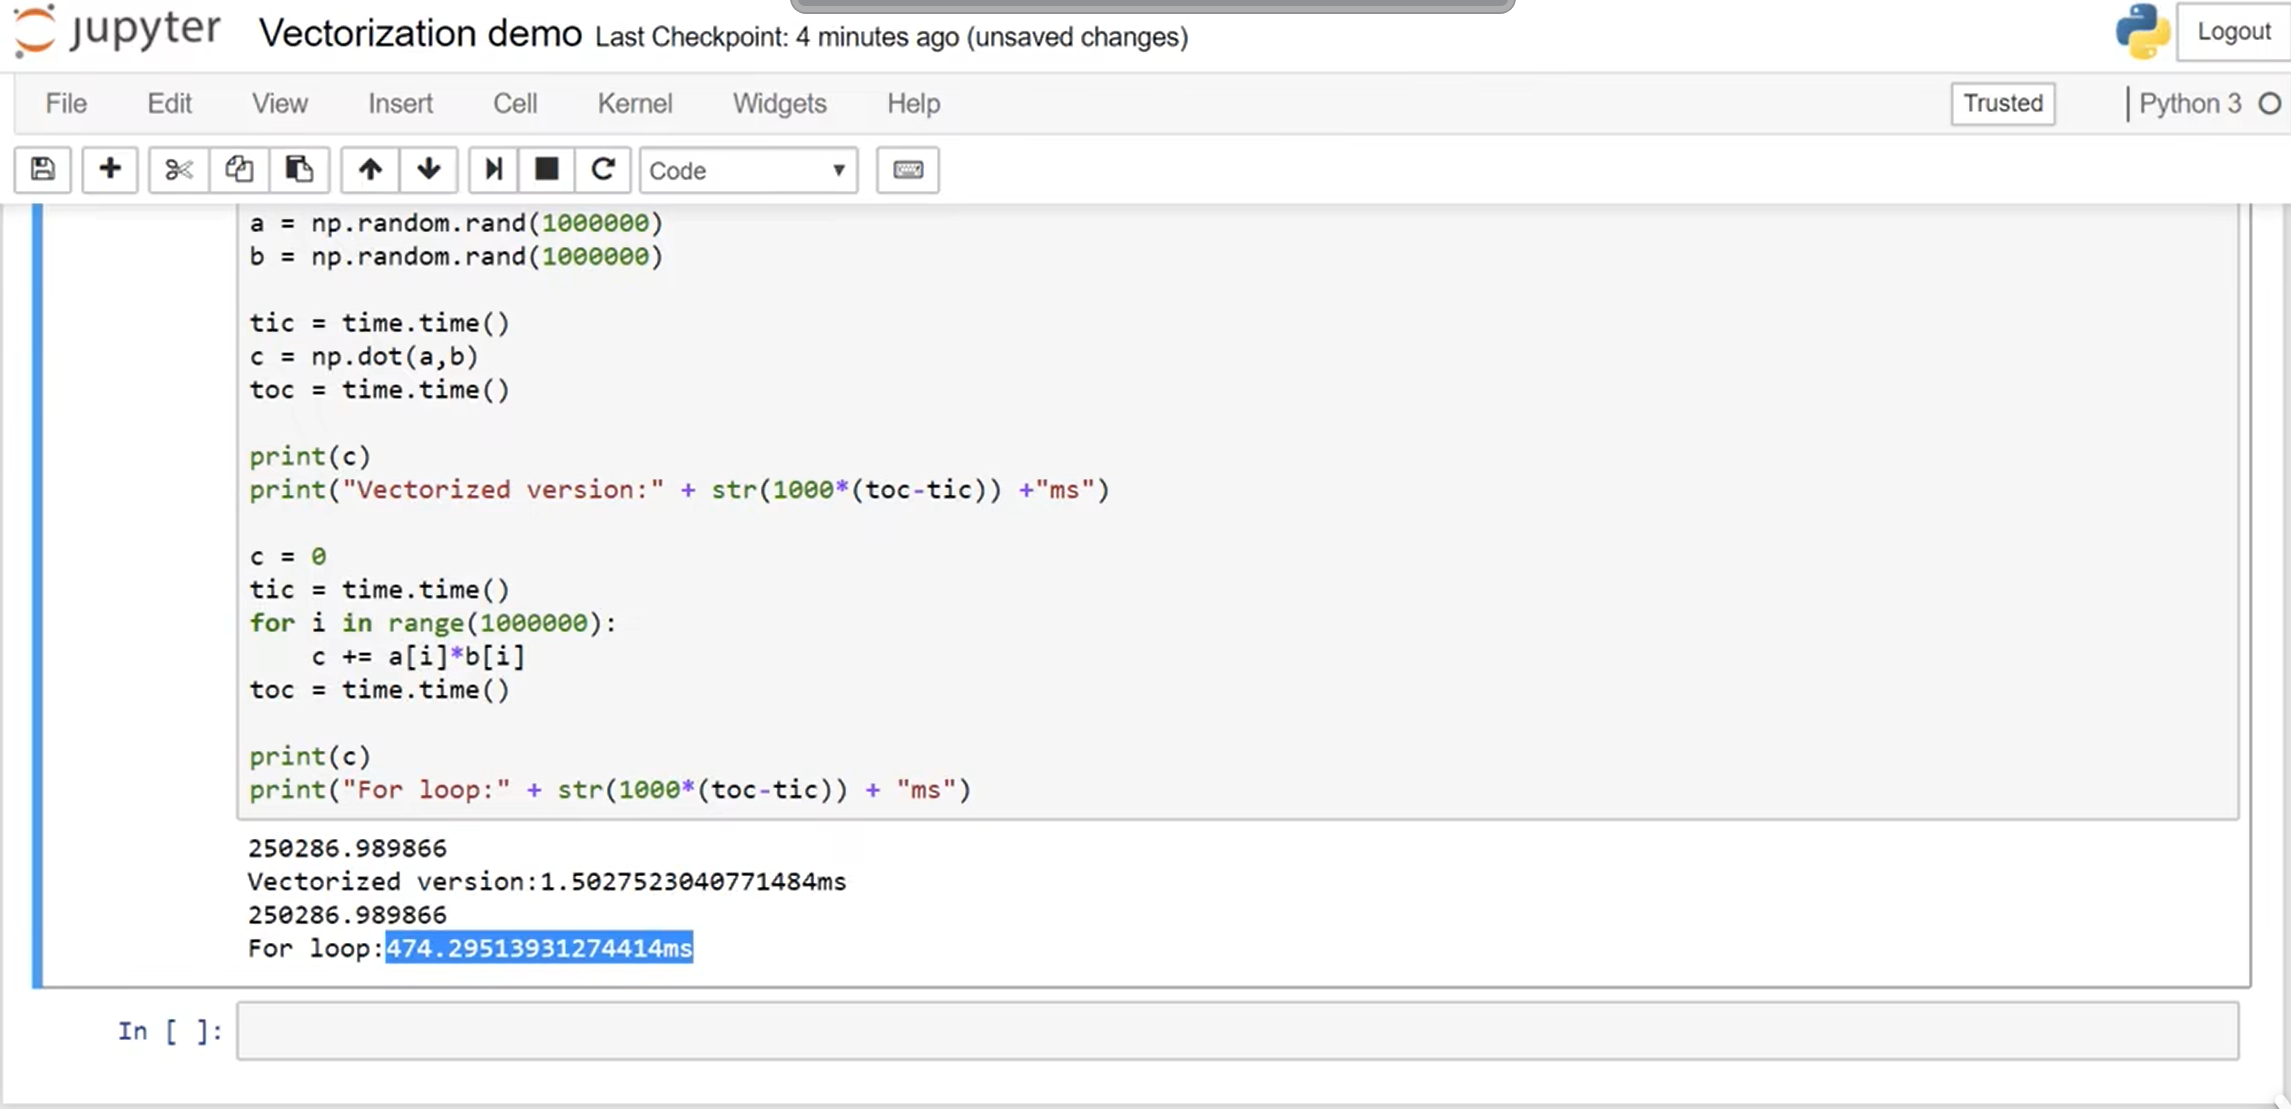 jupyter Vectorization demo Last Checkpoint: 4 minutes ago (unsaved changes) Logout
File Edit View Insert Cell Kernel Widgets Help Trusted Python 3
Code
a = np.random.rand(1000000)
b = np.random.rand(1000000)
tic = time.time()
c = np.dot(a,b)
toc = time.time()
print(c)
print("Vectorized version:" + str(1000*(toc-tic)) +"ms")
c = 0
tic = time.time()
for i in range(1000000):
    c += a[i]*b[i]
toc = time.time()
print(c)
print("For loop:" + str(1000*(toc-tic)) + "ms")
250286.989866
Vectorized version:1.5027523040771484ms
250286.989866
For loop:474.29513931274414ms
In [ ]: